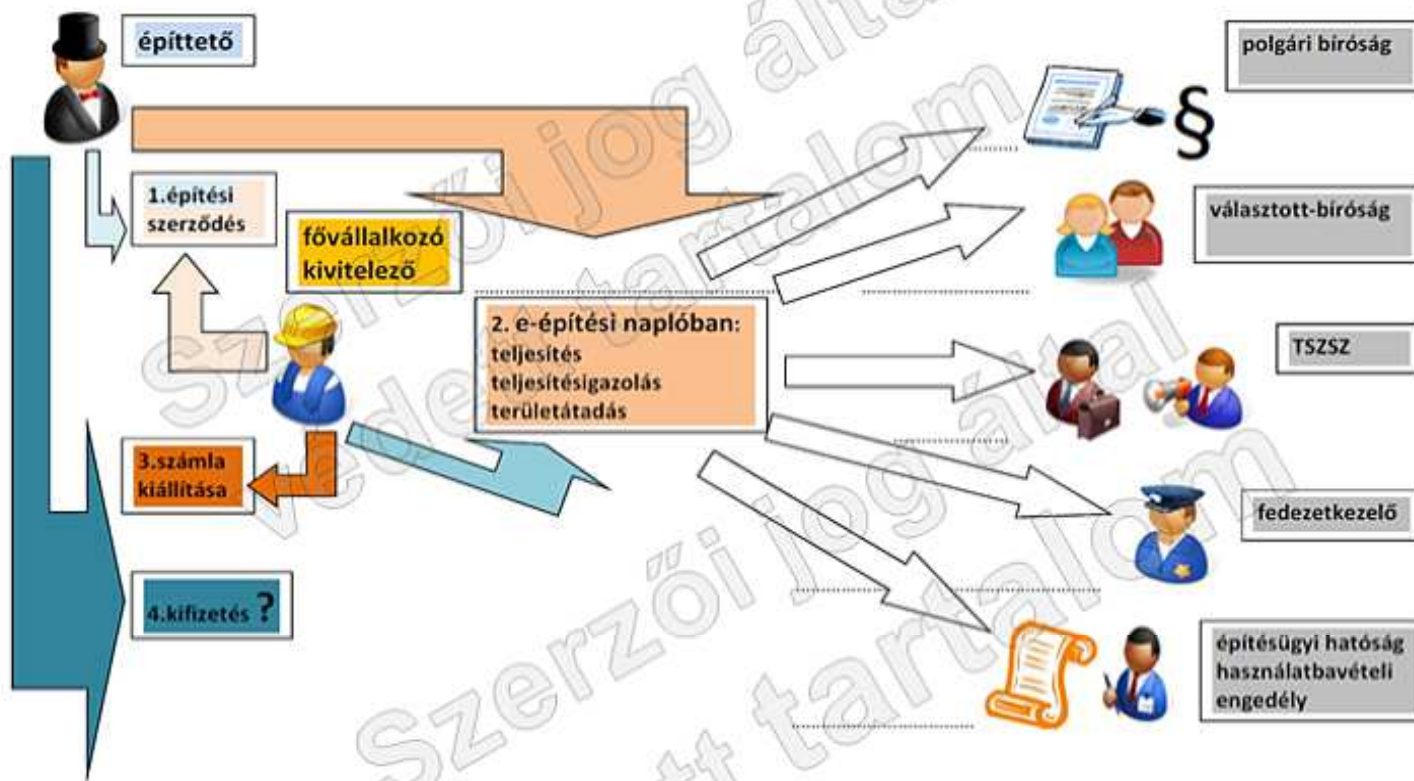 építtető
polgári bíróság
§
1.építési
szerződés
választott-bíróság
fővállalkozó
kivitelező
2. e-építési naplóban:
teljesítés
teljesítésigazolás
területátadás
TSZSZ
3.számla
kiállítása
fedezetkezelő
4.kifizetés ?
építésügyi hatóság
használatbavételi
engedély
Szerzői jog által
védett tartalom
Szerzői jog által
védett tartalom